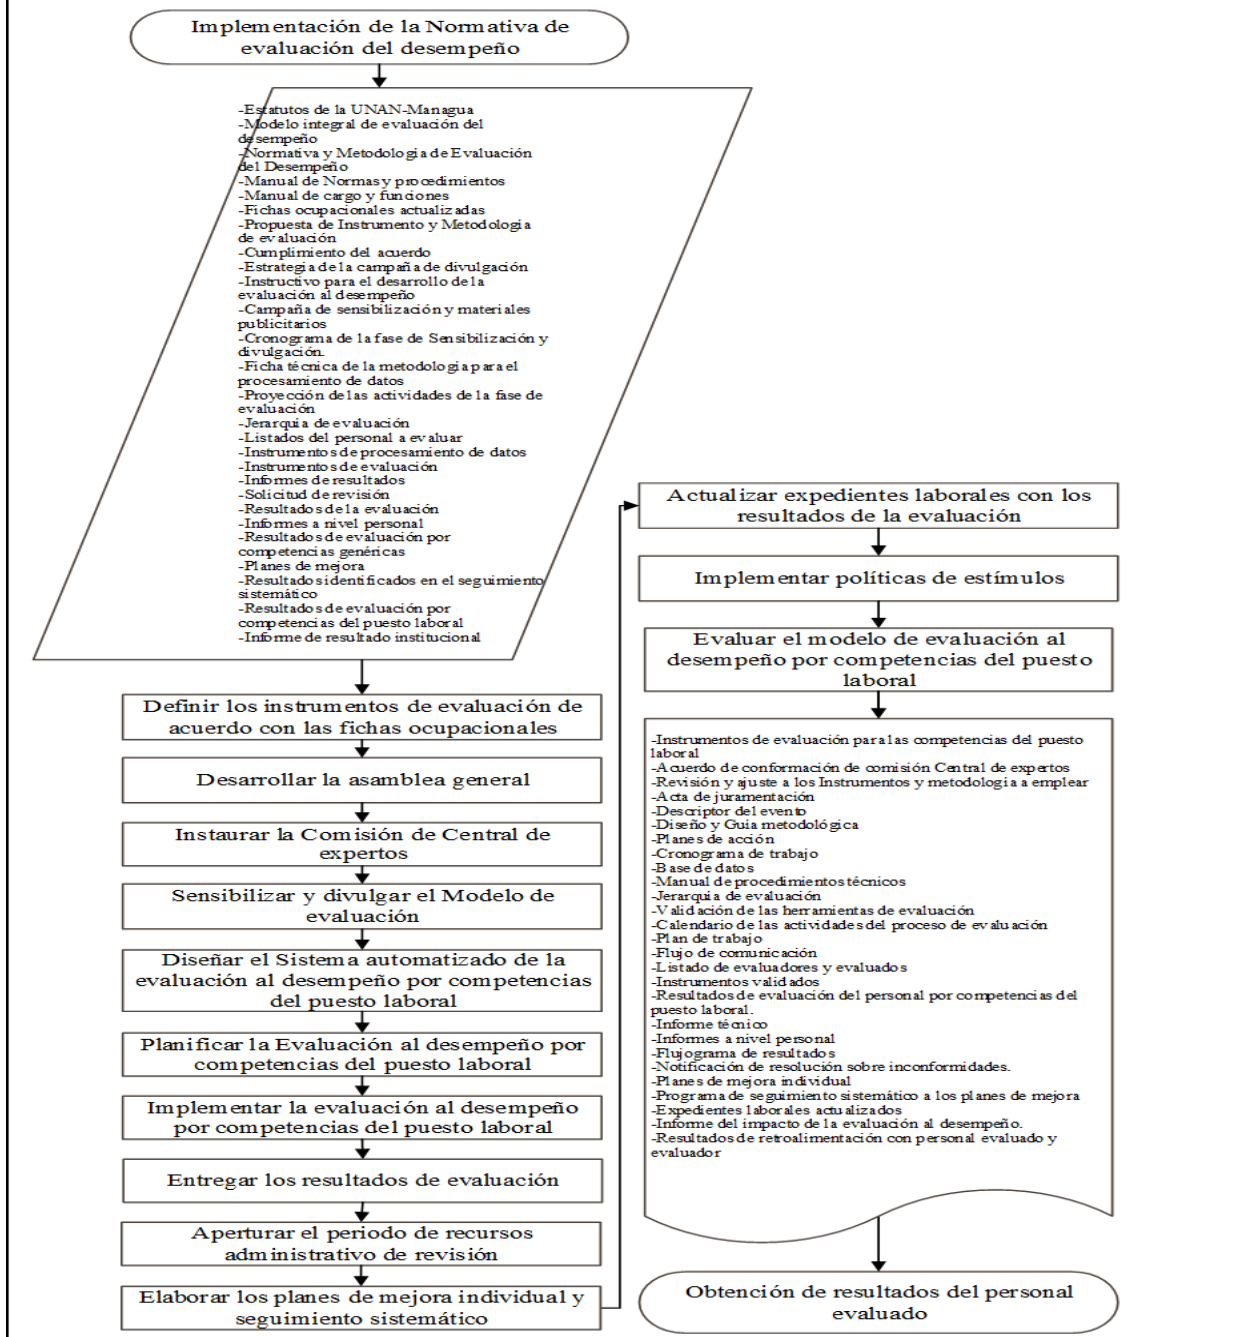 Implementación de la Normativa de
evaluación del desempeño
-Estatutos de la UNAN-Managua
-Modelo integral de evaluación del
desempeño
-Normativa y Metodologia de Evaluación
del Desempeño
-Manual de Normas y procedimientos
-Manual de cargo y funciones
-Fichas ocupacionales actualizadas
-Propuesta de Instrumento y Metodologia
de evaluación
-Cumplimiento del acuerdo
-Estrategia de la campaña de divulgación
-Instructivo para el desarrollo de la
evaluación al desempeño
-Campaña de sensibilización y materiales
publicitarios
-Cronograma de la fase de Sensibilización y
divulgación.
-Ficha técnica de la metodologia para el
procesamiento de datos
-Proyección de las actividades de la fase de
evaluación
-Jerarquia de evaluación
-Listados del personal a evaluar
-Instrumentos de procesamiento de datos
-Instrumentos de evaluación
-Informes de resultados
-Solicitud de revisión
-Resultados de la evaluación
-Informes a nivel personal
-Resultados de evaluación por
competencias genéricas
-Planes de mejora
-Resultados identificados en el seguimiento
sistemático
-Resultados de evaluación por
competencias del puesto laboral
-Informe de resultado institucional
Definir los instrumentos de evaluación de
acuerdo con las fichas ocupacionales
Desarrollar la asamblea general
Instaurar la Comisión de Central de
expertos
Sensibilizar y divulgar el Modelo de
evaluación
Diseñar el Sistema automatizado de la
evaluación al desempeño por competencias
del puesto laboral
Planificar la Evaluación al desempeño por
competencias del puesto laboral
Implementar la evaluación al desempeño
por competencias del puesto laboral
Entregar los resultados de evaluación
Aperturar el periodo de recursos
administrativo de revisión
Elaborar los planes de mejora individual y
seguimiento sistemático
Actualizar expedientes laborales con los
resultados de la evaluación
Implementar políticas de estímulos
Evaluar el modelo de evaluación al
desempeño por competencias del puesto
laboral
-Instrumentos de evaluación para las competencias del puesto
laboral
-Acuerdo de conformación de comisión Central de expertos
-Revisión y ajuste a los Instrumentos y metodologia a emplear
-Acta de juramentación
-Descriptor del evento
-Diseño y Guia metodológica
-Planes de acción
-Cronograma de trabajo
-Base de datos
-Manual de procedimientos técnicos
-Jerarquia de evaluación
-Validación de las herramientas de evaluación
-Calendario de las actividades del proceso de evaluación
-Plan de trabajo
-Flujo de comunicación
-Listado de evaluadores y evaluados
-Instrumentos validados
-Resultados de evaluación del personal por competencias del
puesto laboral.
-Informe técnico
-Informes a nivel personal
-Flujograma de resultados
-Notificación de resolución sobre inconformidades.
-Planes de mejora individual
-Programa de seguimiento sistemático a los planes de mejora
-Expedientes laborales actualizados
-Informe del impacto de la evaluación al desempeño.
-Resultados de retroalimentación con personal evaluado y
evaluador
Obtención de resultados del personal
evaluado